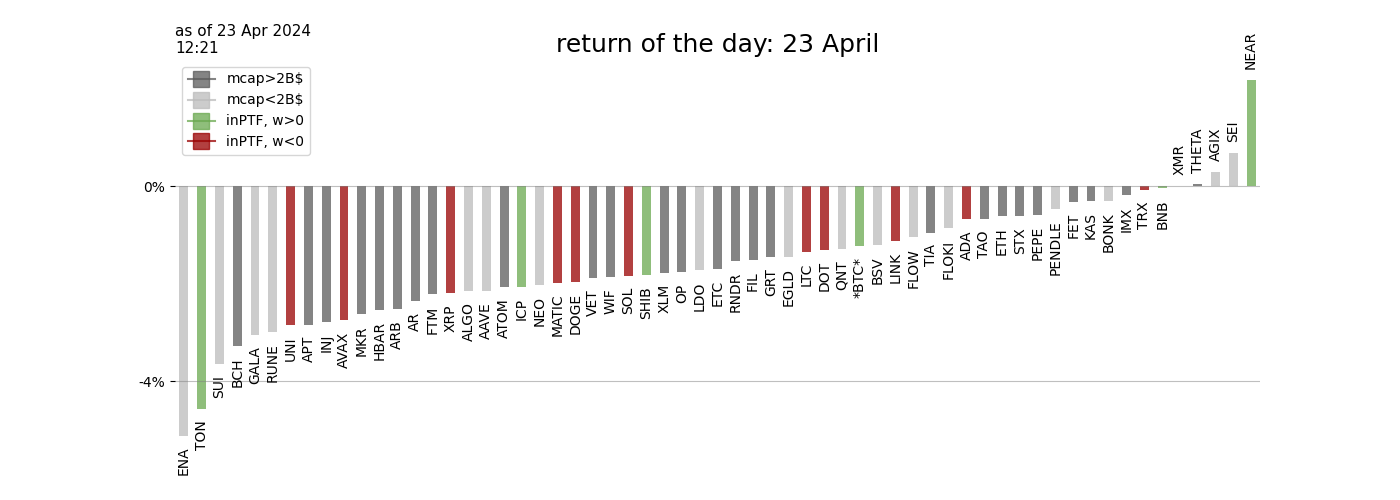 as of 23 Apr 2024
12:21
return of the day: 23 April
mcap>2B$
mcap<2B$
inPTF, w>0
inPTF, w<0
0%
-4%
ENA
TON
SUI
BCH
GALA
RUNE
UNI
APT
INJ
AVAX
MKR
HBAR
ARB
AR
FTM
XRP
ALGO
AAVE
ATOM
ICP
NEO
MATIC
DOGE
VET
WIF
SOL
SHIB
XLM
OP
LDO
ETC
RNDR
FIL
GRT
EGLD
LTC
DOT
QNT
*BTC*
BSV
LINK
FLOW
TIA
FLOKI
ADA
TAO
ETH
STX
PEPE
PENDLE
FET
KAS
BONK
IMX
TRX
BNB
XMR
THETA
AGIX
SEI
NEAR